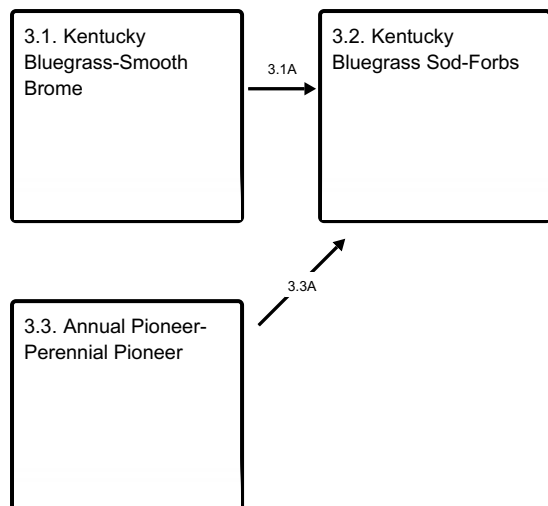 3.1. Kentucky
Bluegrass-Smooth
Brome
3.1A
3.2. Kentucky
Bluegrass Sod-Forbs
3.3A
3.3. Annual Pioneer-
Perennial Pioneer